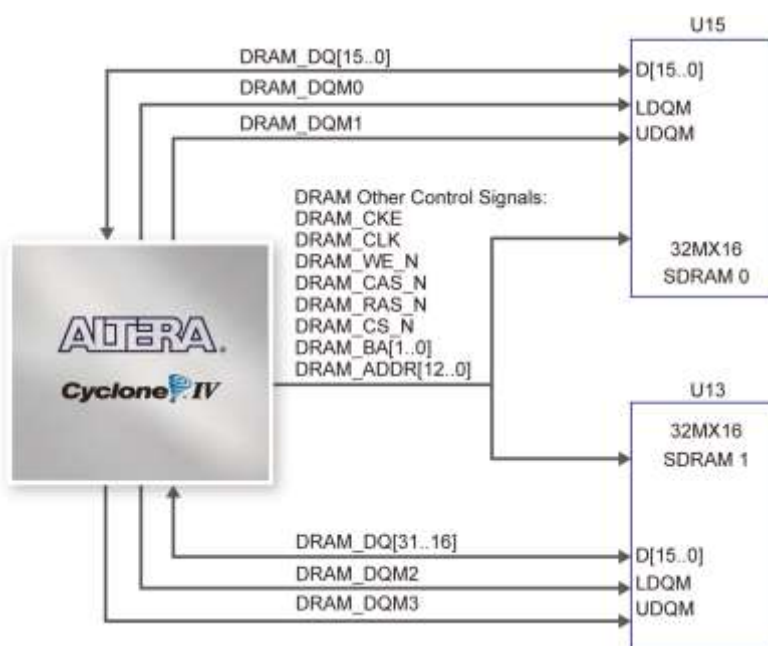 U15
DRAM_DQ[15..0]
D[15..0]
DRAM_DQM0
LDQM
DRAM_DQM1
UDQM
DRAM Other Control Signals:
DRAM_CKE
DRAM_CLK
DRAM_WE_N
DRAM_CAS_N
DRAM_RAS_N
DRAM_CS_N
DRAM_BA[1..0]
DRAM_ADDR[12..0]
32MX16
SDRAM 0
ALTERA.
Cyclone IV
U13
32MX16
SDRAM 1
DRAM_DQ[31..16]
D[15..0]
DRAM_DQM2
LDQM
DRAM_DQM3
UDQM